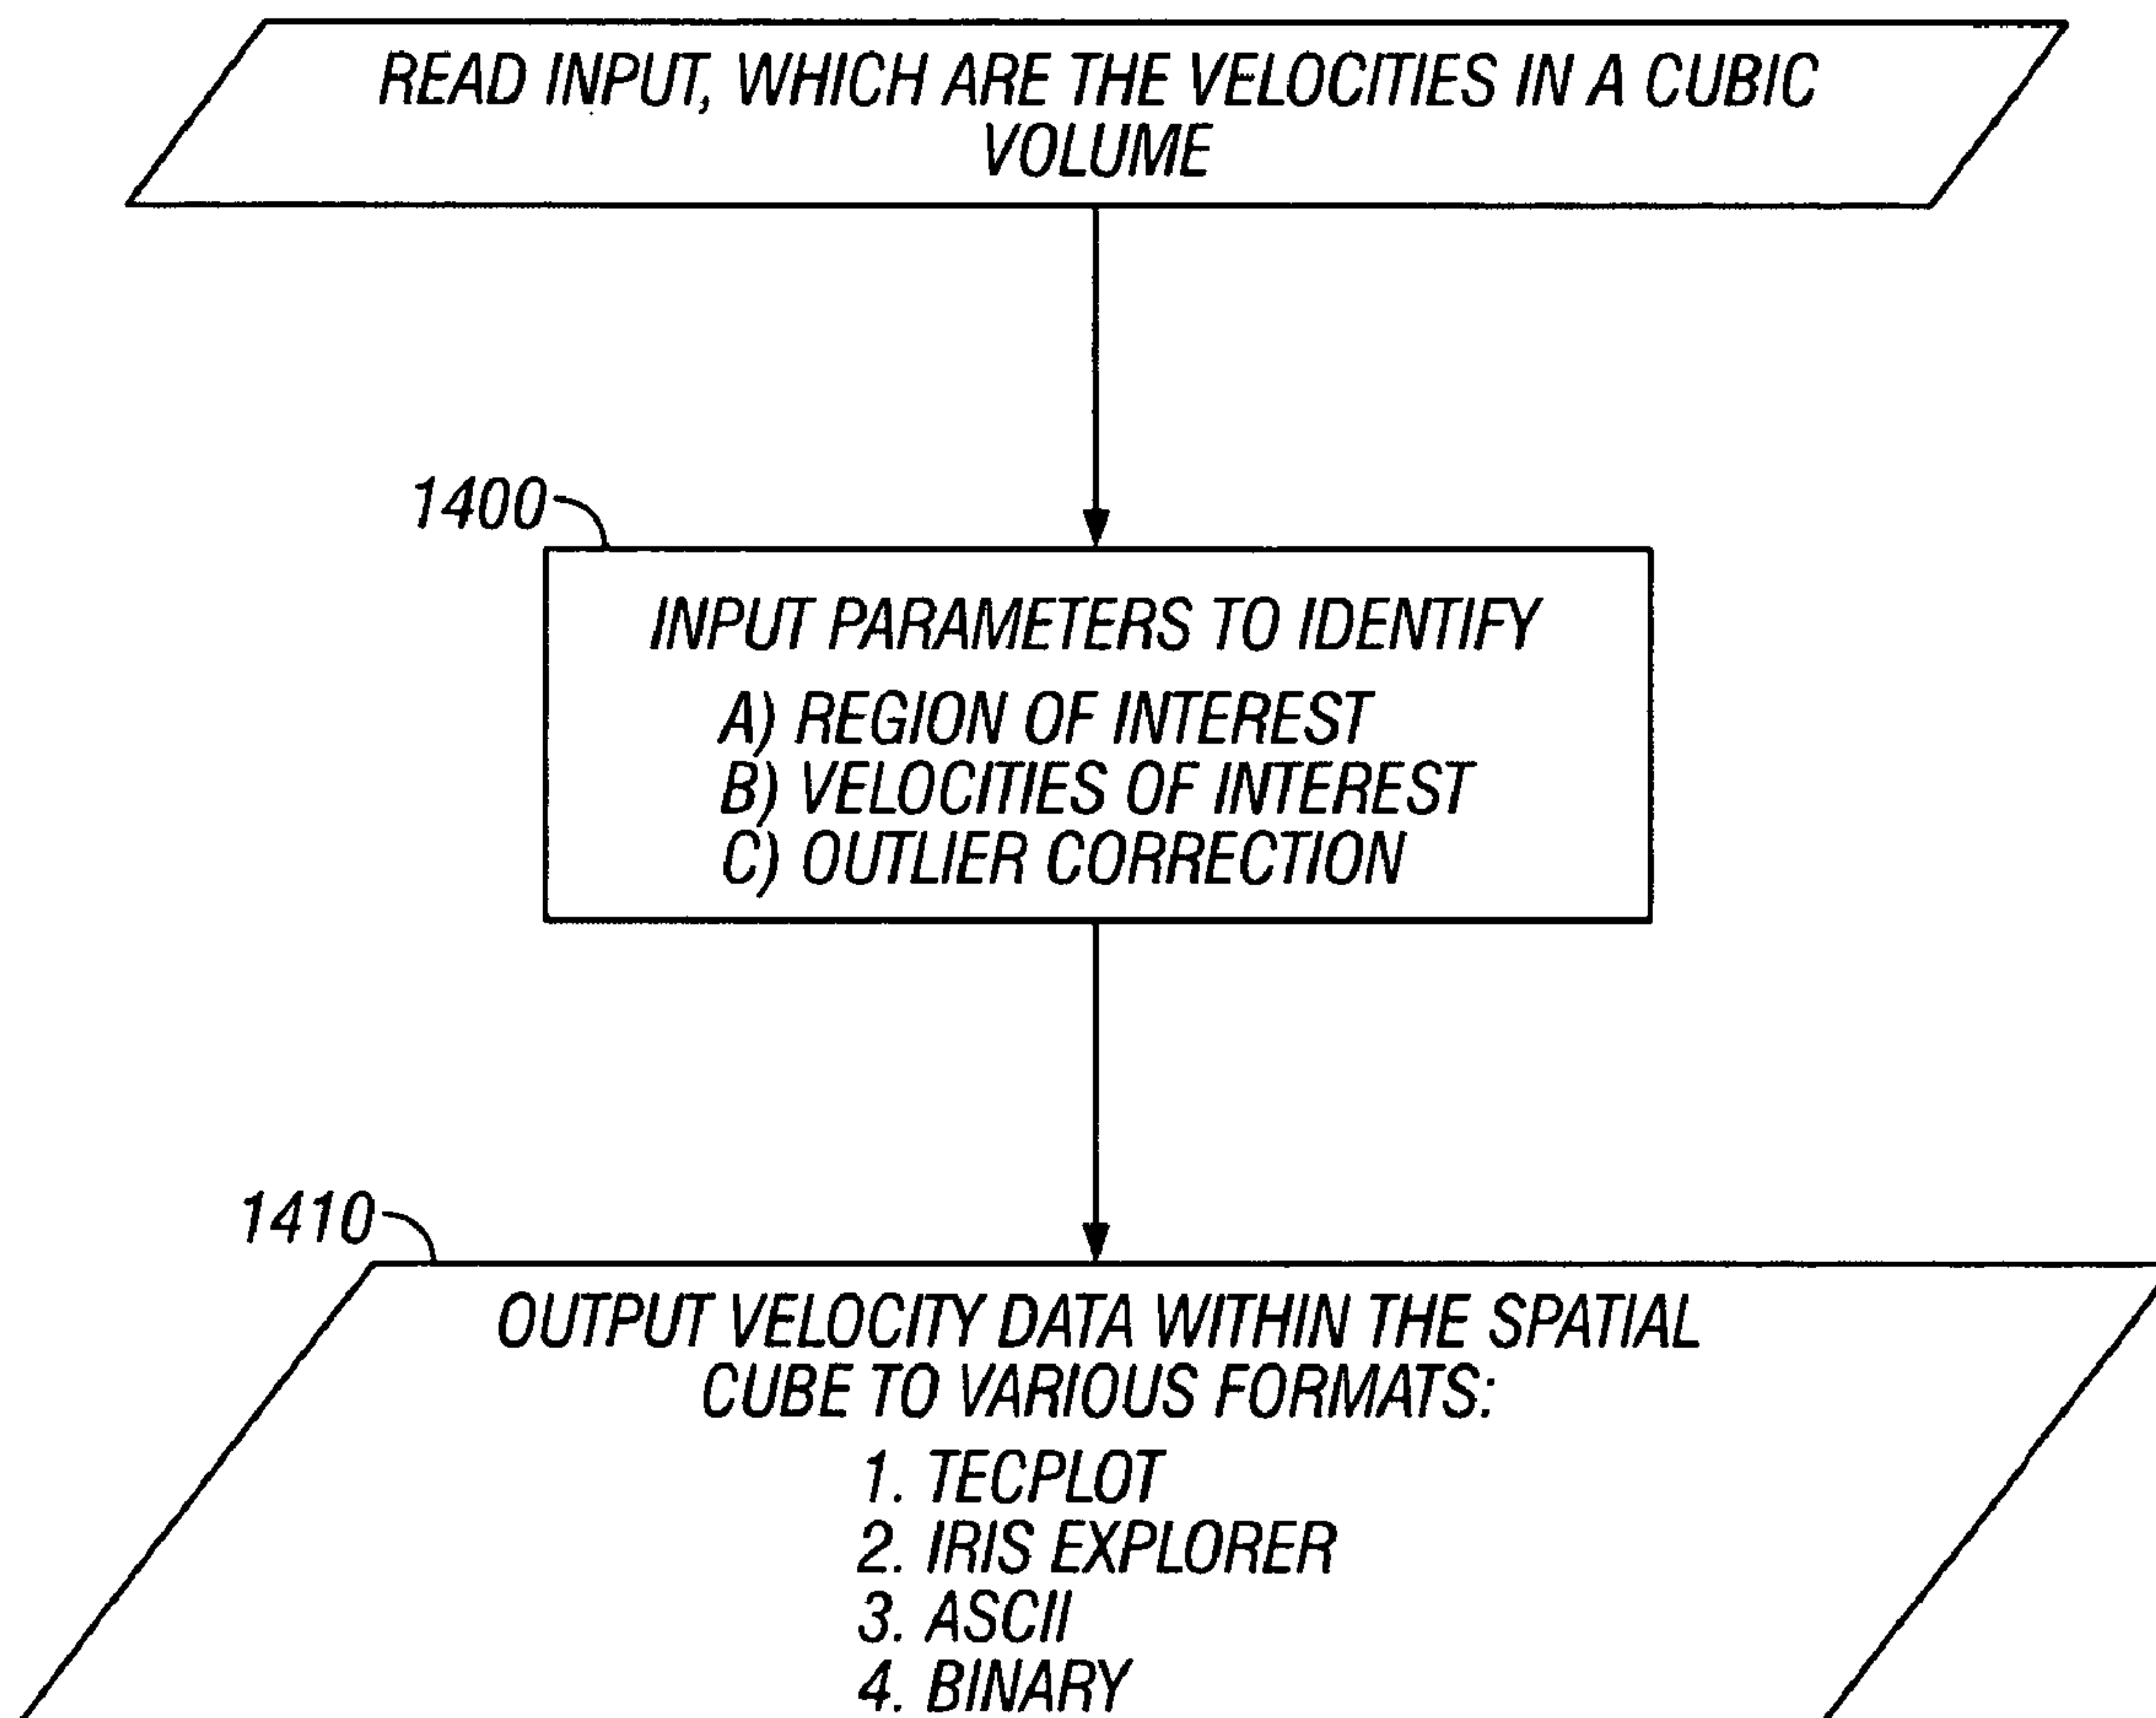 READ INPUT, WHICH ARE THE VELOCITIES IN A CUBIC
VOLUME
1400
INPUT PARAMETERS TO IDENTIFY
A) REGION OF INTEREST
B) VELOCITIES OF INTEREST
C) OUTLIER CORRECTION
1410
OUTPUT VELOCITY DATA WITHIN THE SPATIAL
CUBE TO VARIOUS FORMATS:
1. TECPLOT
2. IRIS EXPLORER
3. ASCII
4. BINARY